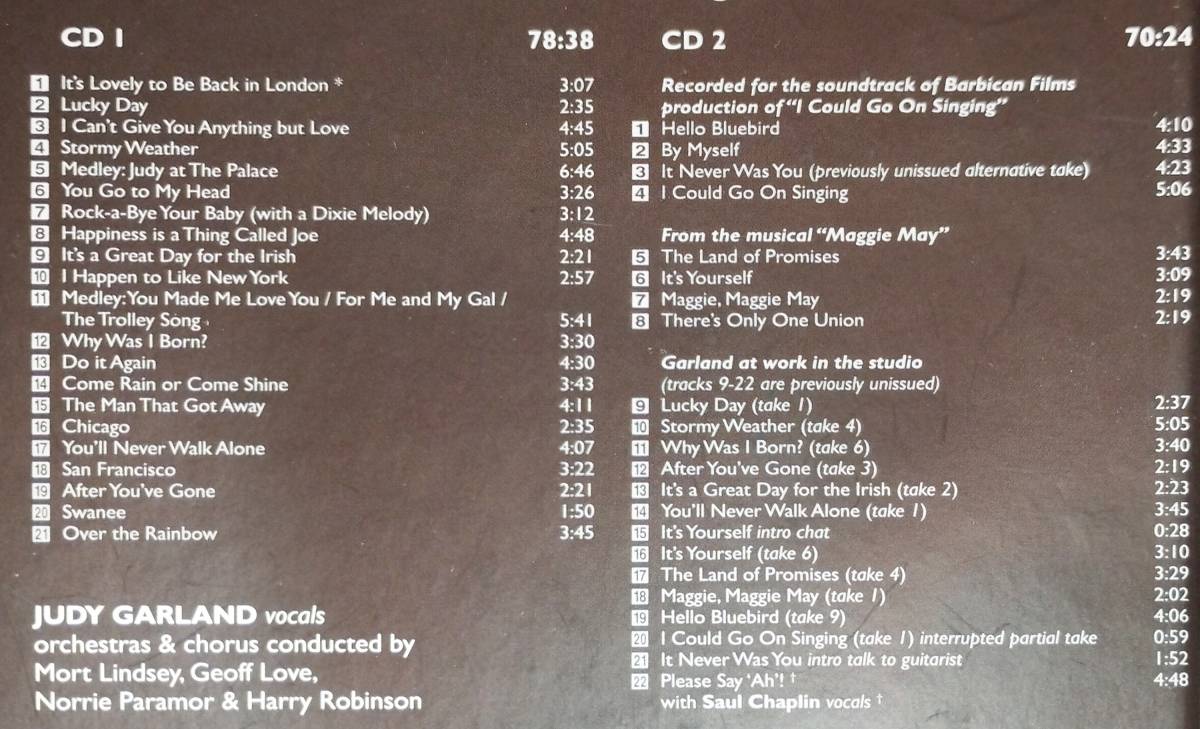 CD 1 78:38
1 It's Lovely to Be Back in London * 3:07
2 Lucky Day 2:35
3 I Can't Give You Anything but Love 4:45
4 Stormy Weather 5:05
5 Medley: Judy at The Palace 6:46
6 You Go to My Head 3:26
7 Rock-a-Bye Your Baby (with a Dixie Melody) 3:12
8 Happiness is a Thing Called Joe 4:48
9 It's a Great Day for the Irish 2:21
10 I Happen to Like New York 2:57
11 Medley: You Made Me Love You / For Me and My Gal /
The Trolley Song 5:41
12 Why Was I Born? 3:30
13 Do it Again 4:30
14 Come Rain or Come Shine 3:43
15 The Man That Got Away 4:11
16 Chicago 2:35
17 You'll Never Walk Alone 4:07
18 San Francisco 3:22
19 After You've Gone 2:21
20 Swanee 1:50
21 Over the Rainbow 3:45
JUDY GARLAND vocals
orchestras & chorus conducted by
Mort Lindsey, Geoff Love,
Norrie Paramor & Harry Robinson
CD 2 70:24
Recorded for the soundtrack of Barbican Films
production of "I Could Go On Singing"
1 Hello Bluebird 4:10
2 By Myself 4:33
3 It Never Was You (previously unissued alternative take) 4:23
4 I Could Go On Singing 5:06
From the musical "Maggie May"
5 The Land of Promises 3:43
6 It's Yourself 3:09
7 Maggie, Maggie May 2:19
8 There's Only One Union 2:19
Garland at work in the studio
(tracks 9-22 are previously unissued)
9 Lucky Day (take 1) 2:37
10 Stormy Weather (take 4) 5:05
11 Why Was I Born? (take 6) 3:40
12 After You've Gone (take 3) 2:19
13 It's a Great Day for the Irish (take 2) 2:23
14 You'll Never Walk Alone (take 1) 3:45
15 It's Yourself intro chat 0:28
16 It's Yourself (take 6) 3:10
17 The Land of Promises (take 4) 3:29
18 Maggie, Maggie May (take 1) 2:02
19 Hello Bluebird (take 9) 4:06
20 I Could Go On Singing (take 1) interrupted partial take 0:59
21 It Never Was You intro talk to guitarist 1:52
22 Please Say 'Ah'! † 4:48
with Saul Chaplin vocals †